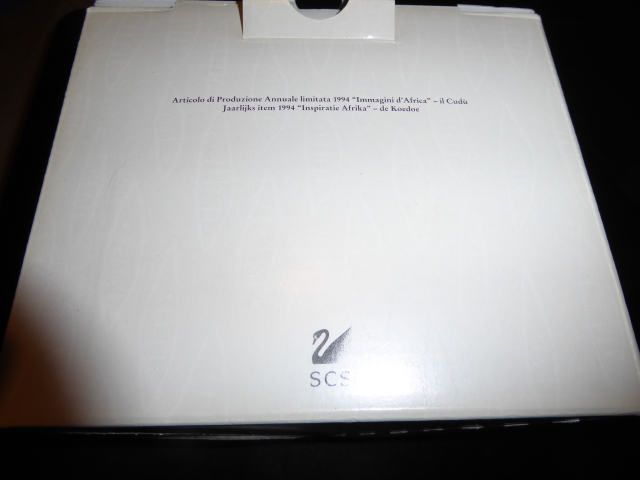 Articolo di Produzione Annuale limitata 1994 "Immagini d'Africa" – il Cudù
Jaarlijks item 1994 "Inspiratie Afrika" – de Koedoe
SCS